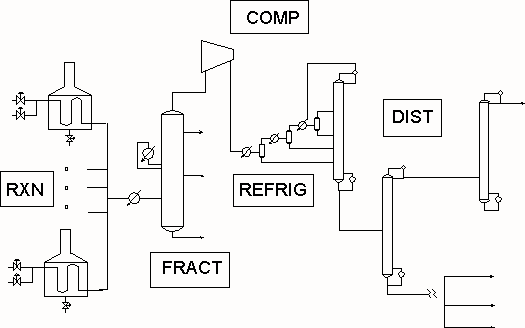 COMP
DIST
RXN
REFRIG
FRACT